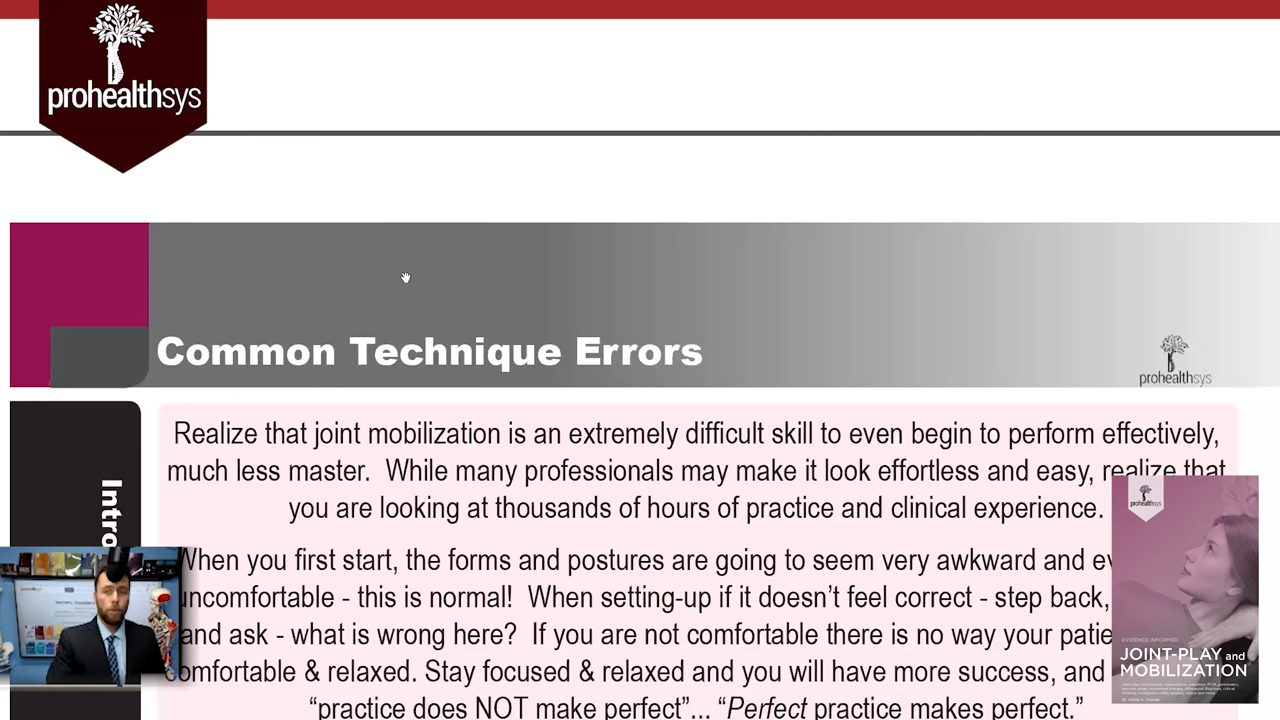 prohealthsys
Common Technique Errors
prohealthsys
Realize that joint mobilization is an extremely difficult skill to even begin to perform effectively,
much less master. While many professionals may make it look effortless and easy, realize that
you are looking at thousands of hours of practice and clinical experience.
Intro
When you first start, the forms and postures are going to seem very awkward and ev
uncomfortable - this is normal! When setting-up if it doesn't feel correct - step back,
and ask - what is wrong here? If you are not comfortable there is no way your patie
comfortable & relaxed. Stay focused & relaxed and you will have more success, and
“practice does NOT make perfect”... “Perfect practice makes perfect.”
prohealthsys
EVIDENCE INFORMED
JOINT-PLAY and
MOBILIZATION